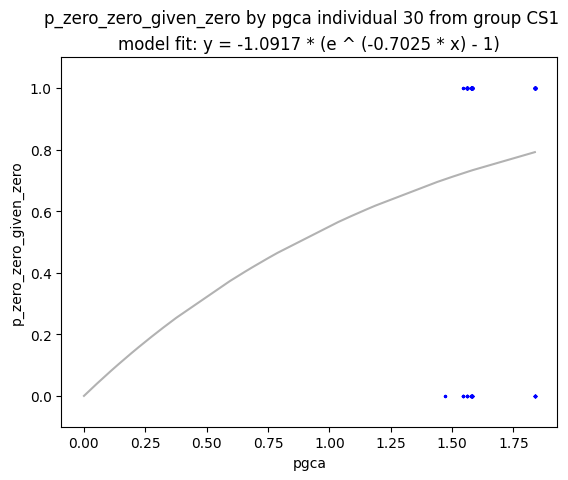 p_zero_zero_given_zero by pgca individual 30 from group CS1
model fit: y = -1.0917 * (e ^ (-0.7025 * x) - 1)
1.0
0.8
0.6
0.4
0.2
0.0
p_zero_zero_given_zero
0.00 0.25 0.50 0.75 1.00 1.25 1.50 1.75
pgca